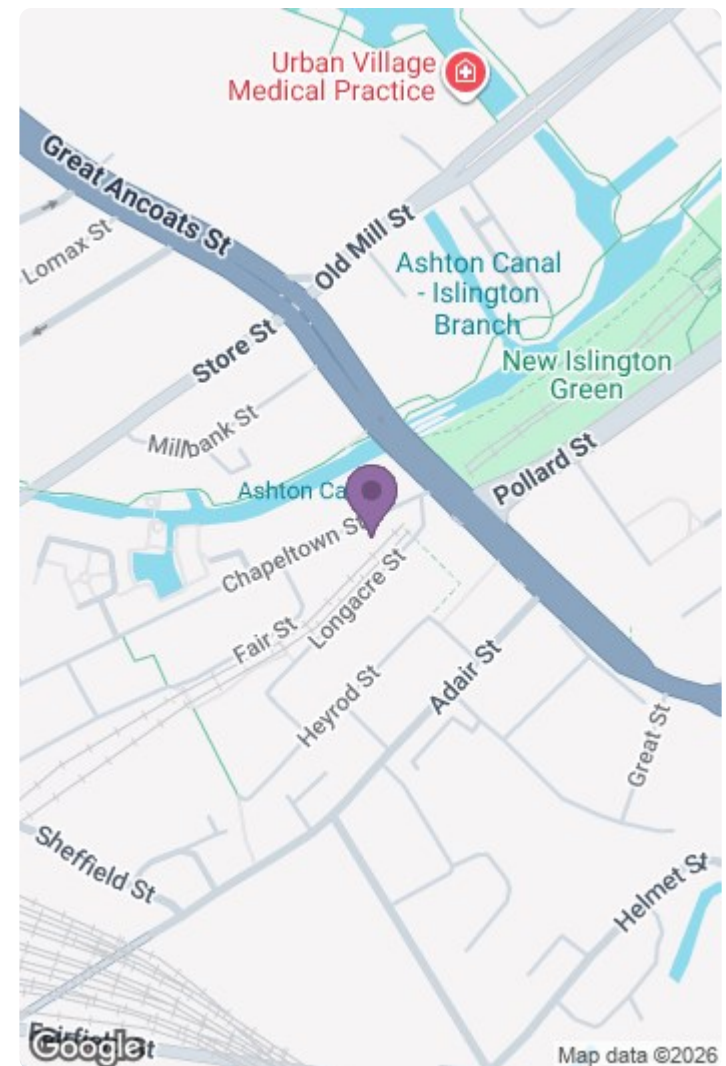 Urban Village
Medical Practice
Great Ancoats St
Lomax St
Old Mill St
Ashton Canal
- Islington
Branch
Store St
New Islington
Green
Millbank St
Pollard St
Ashton Ca
Chapeltown St
Longacre St
Fair St
Heyrod St
Adair St
Great St
Sheffield St
Helmet St
Google
Map data ©2026